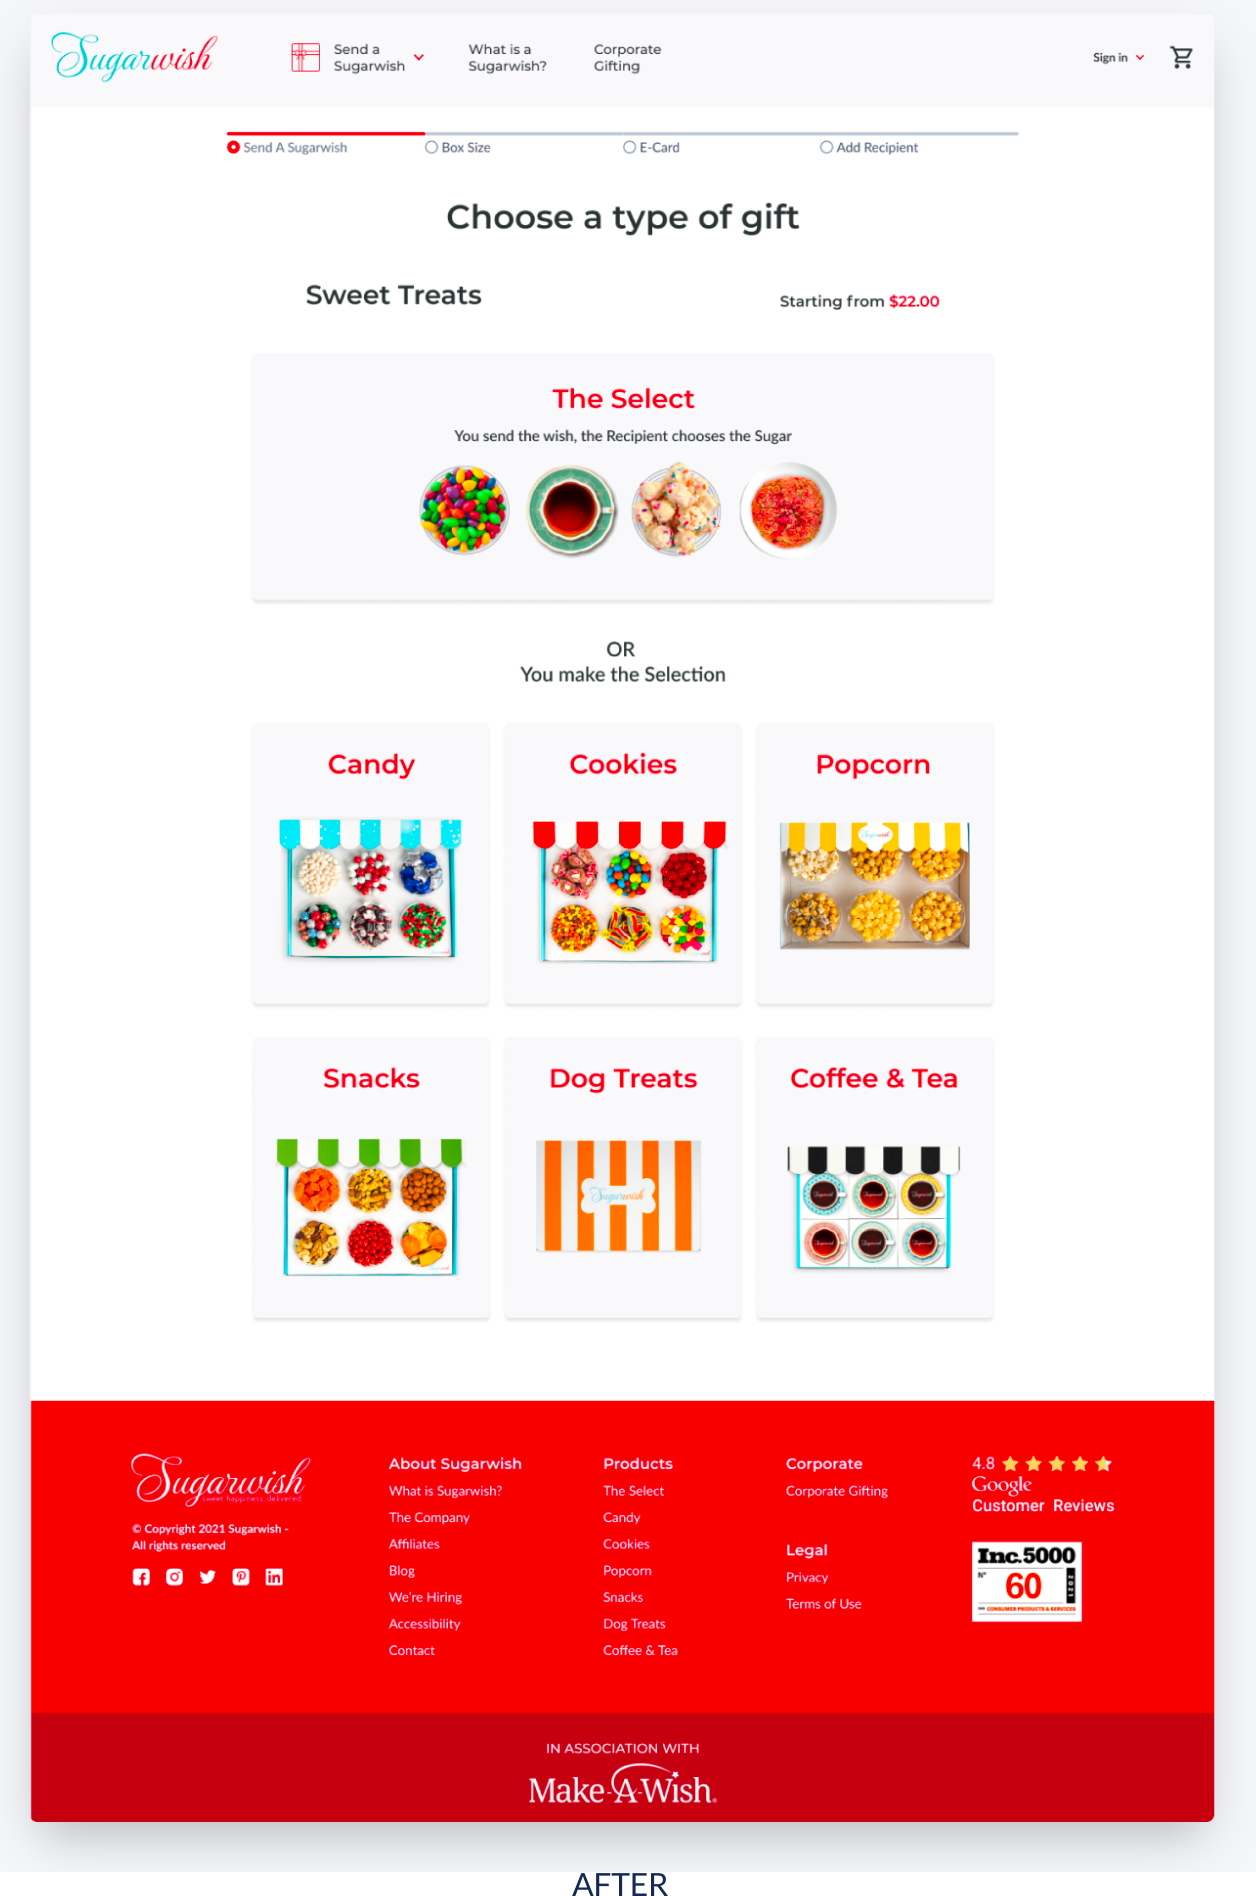 Sugarwish
Send a
Sugarwish
What is a
Sugarwish?
Corporate
Gifting
Sign in
Send A Sugarwish
Box Size
E-Card
Add Recipient
Choose a type of gift
Sweet Treats
Starting from $22.00
The Select
You send the wish, the Recipient chooses the Sugar
OR
You make the Selection
Candy
Cookies
Popcorn
Sugarwish
Snacks
Dog Treats
Coffee & Tea
Sugarwish
Sugarwish
sweet happiness. delivered.
© Copyright 2021 Sugarwish -
All rights reserved
About Sugarwish
What is Sugarwish?
The Company
Affiliates
Blog
We're Hiring
Accessibility
Contact
Products
The Select
Candy
Cookies
Popcorn
Snacks
Dog Treats
Coffee & Tea
Corporate
Corporate Gifting
Legal
Privacy
Terms of Use
4.8
Google
Customer Reviews
Inc.5000
N° 60
2021
CONSUMER PRODUCTS & SERVICES
IN ASSOCIATION WITH
Make-A-Wish®
AFTER